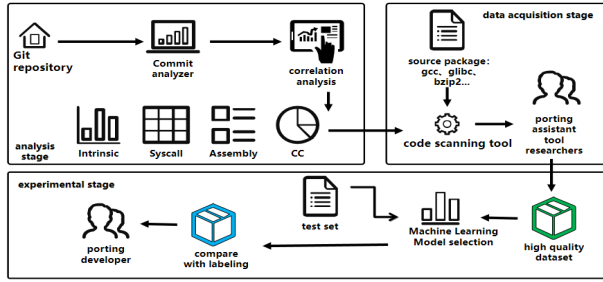 Git
repository
Commit
analyzer
correlation
analysis
analysis
stage
Intrinsic
Syscall
Assembly
CC
data acquisition stage
source package:
gcc、glibc、
bzip2...
code scanning tool
porting
assistant
tool
researchers
experimental stage
porting
developer
compare
with labeling
test set
Machine Learning
Model selection
high quality
dataset